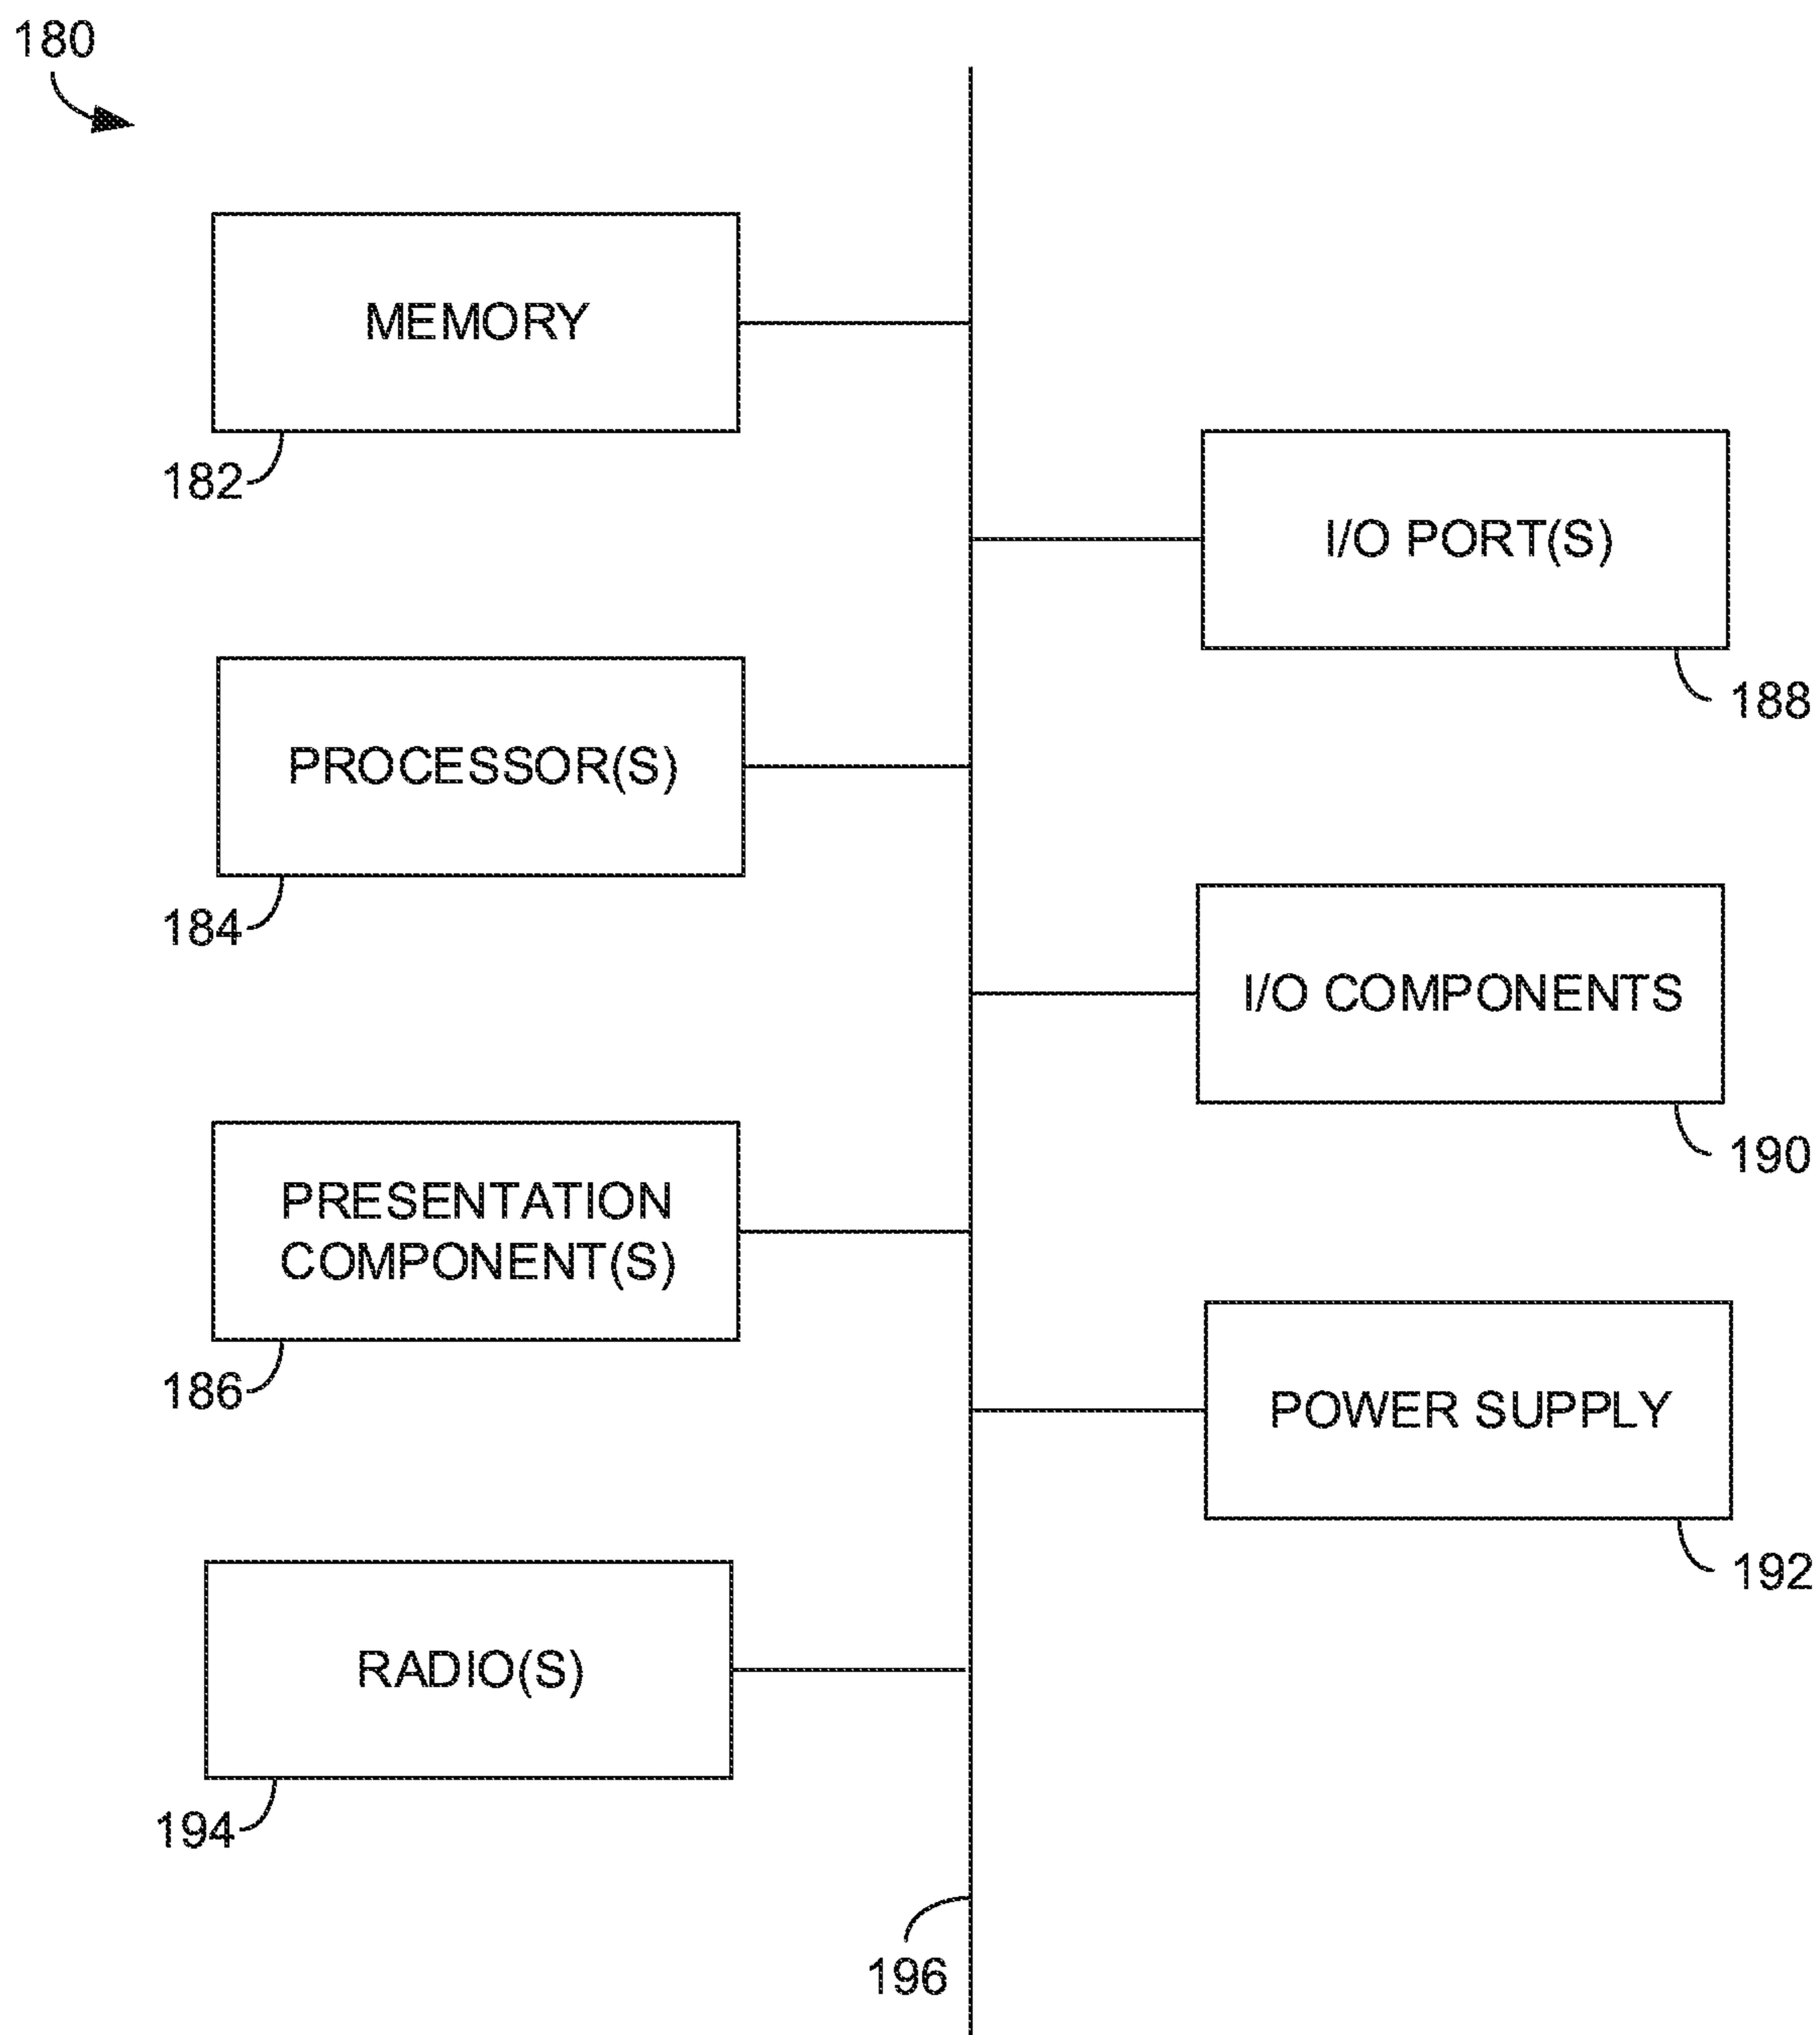 180
MEMORY
182
I/O PORT(S)
188
PROCESSOR(S)
184
I/O COMPONENTS
190
PRESENTATION
COMPONENT(S)
186
POWER SUPPLY
192
RADIO(S)
194
196